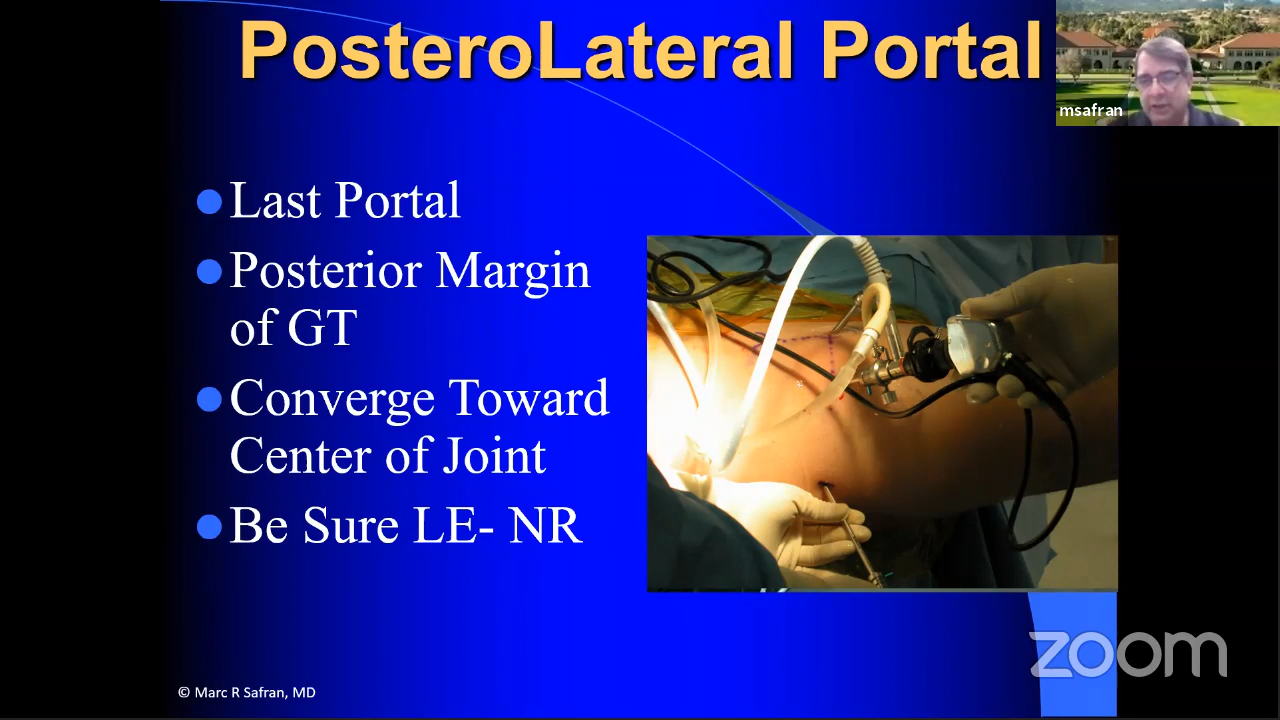 PosteroLateral Portal
msafran
Last Portal
Posterior Margin
of GT
Converge Toward
Center of Joint
Be Sure LE- NR
zoom
© Marc R Safran, MD